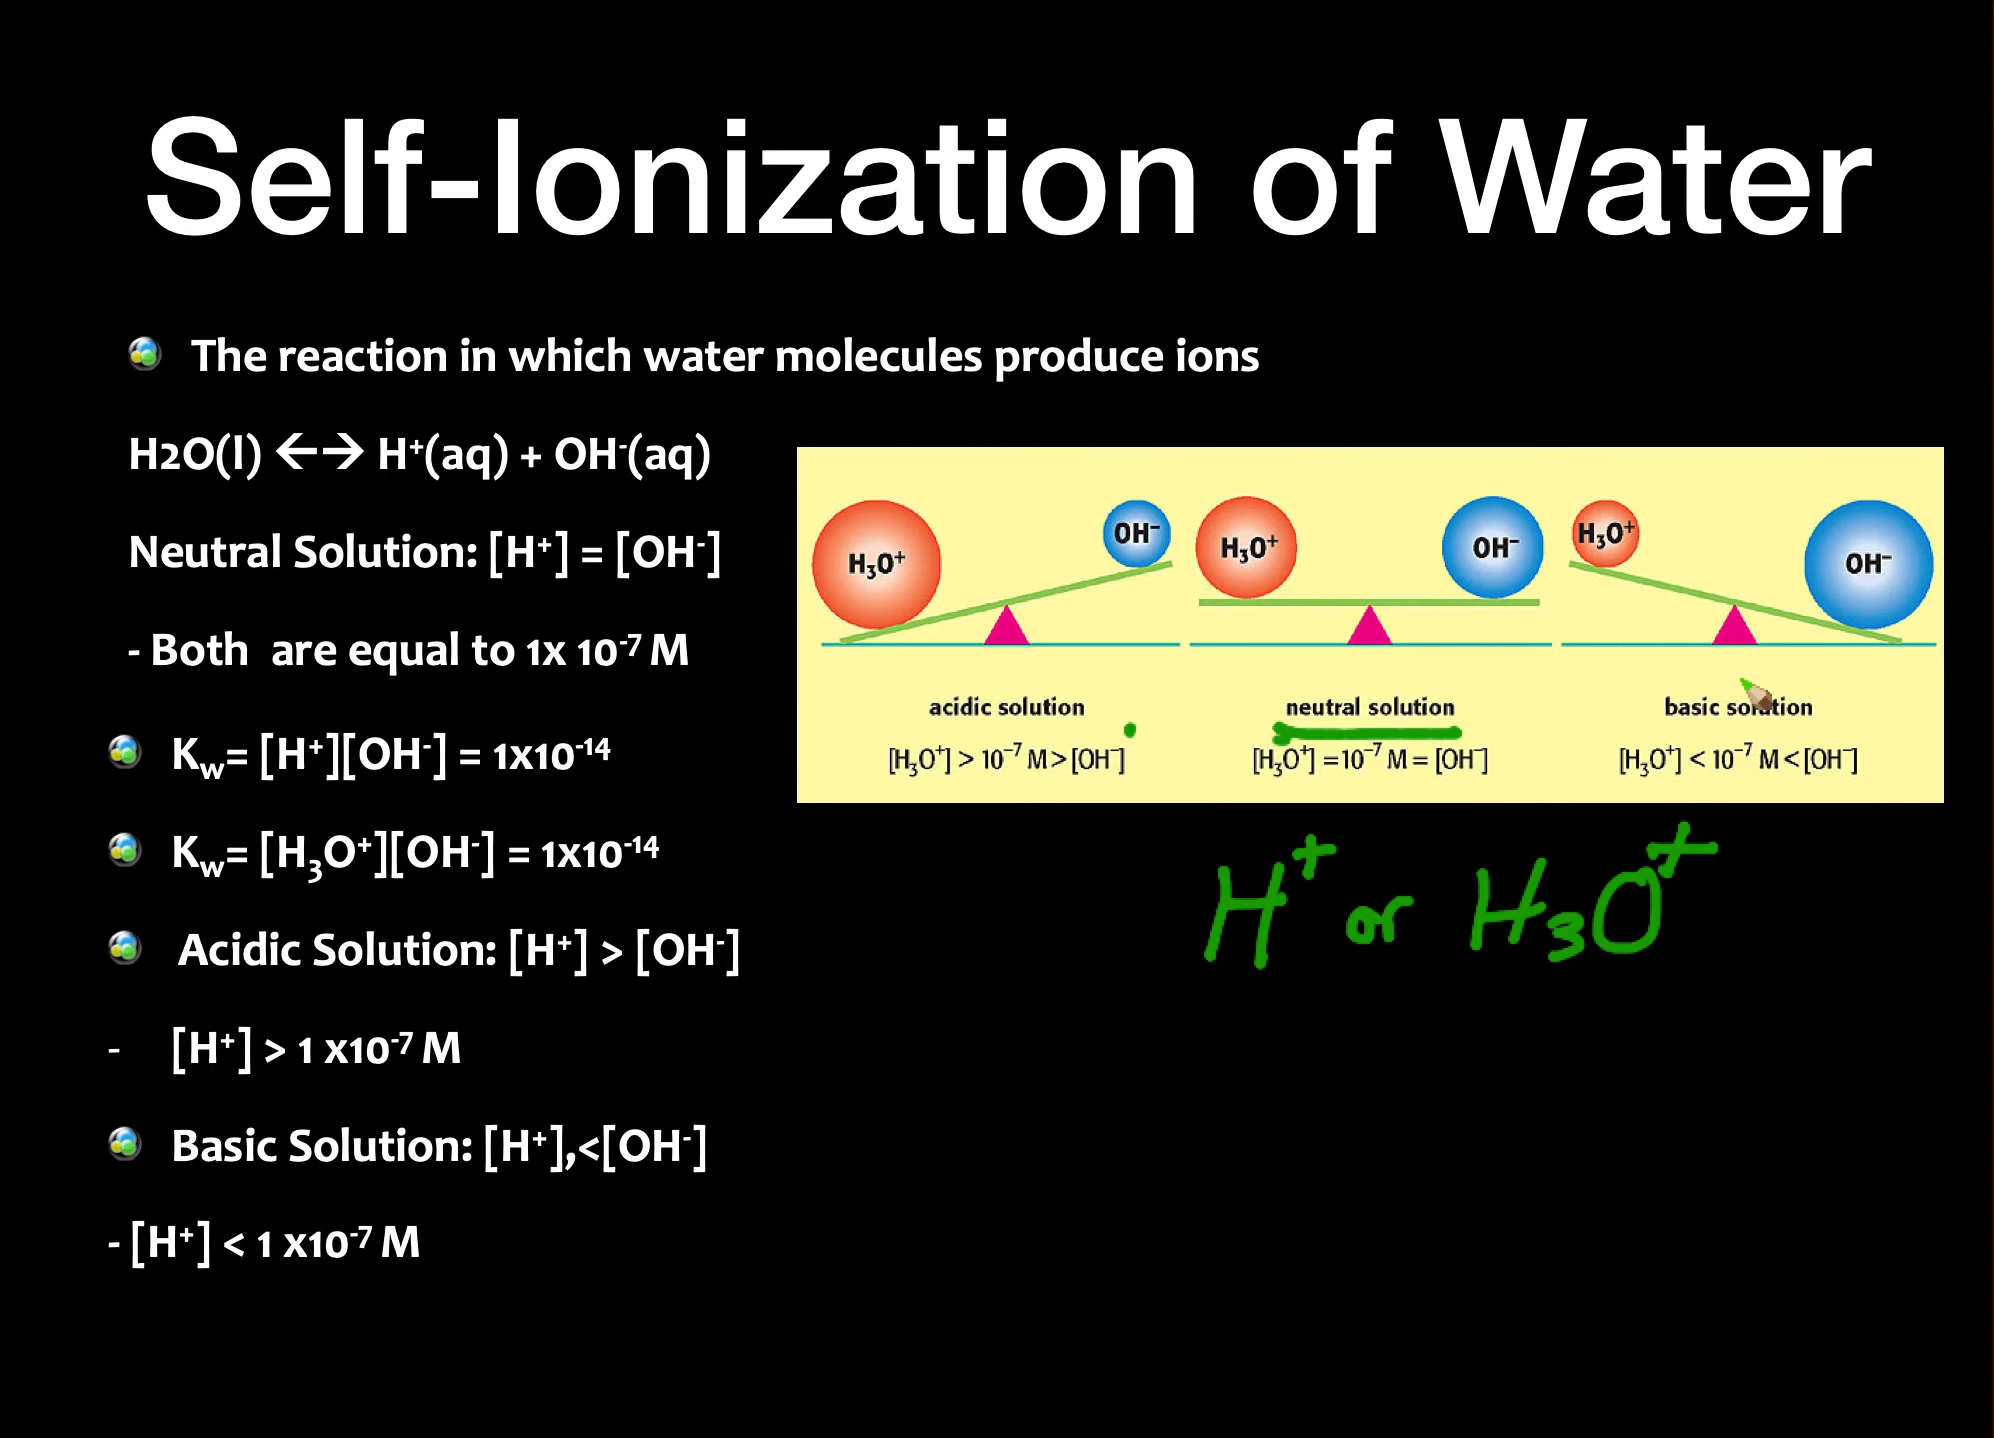 Self-Ionization of Water
The reaction in which water molecules produce ions
H2O(l) ←→ H⁺(aq) + OH⁻(aq)
Neutral Solution: [H⁺] = [OH⁻]
- Both are equal to 1x 10⁻⁷ M
K_w= [H⁺][OH⁻] = 1x10⁻¹⁴
K_w= [H₃O⁺][OH⁻] = 1x10⁻¹⁴
Acidic Solution: [H⁺] > [OH⁻]
- [H⁺] > 1 x10⁻⁷ M
Basic Solution: [H⁺],<[OH⁻]
- [H⁺] < 1 x10⁻⁷ M
H₃O⁺ OH⁻
acidic solution
[H₃O⁺] > 10⁻⁷ M > [OH⁻]
H₃O⁺ OH⁻
neutral solution
[H₃O⁺] = 10⁻⁷ M = [OH⁻]
H₃O⁺ OH⁻
basic solution
[H₃O⁺] < 10⁻⁷ M < [OH⁻]
H⁺ or H₃O⁺